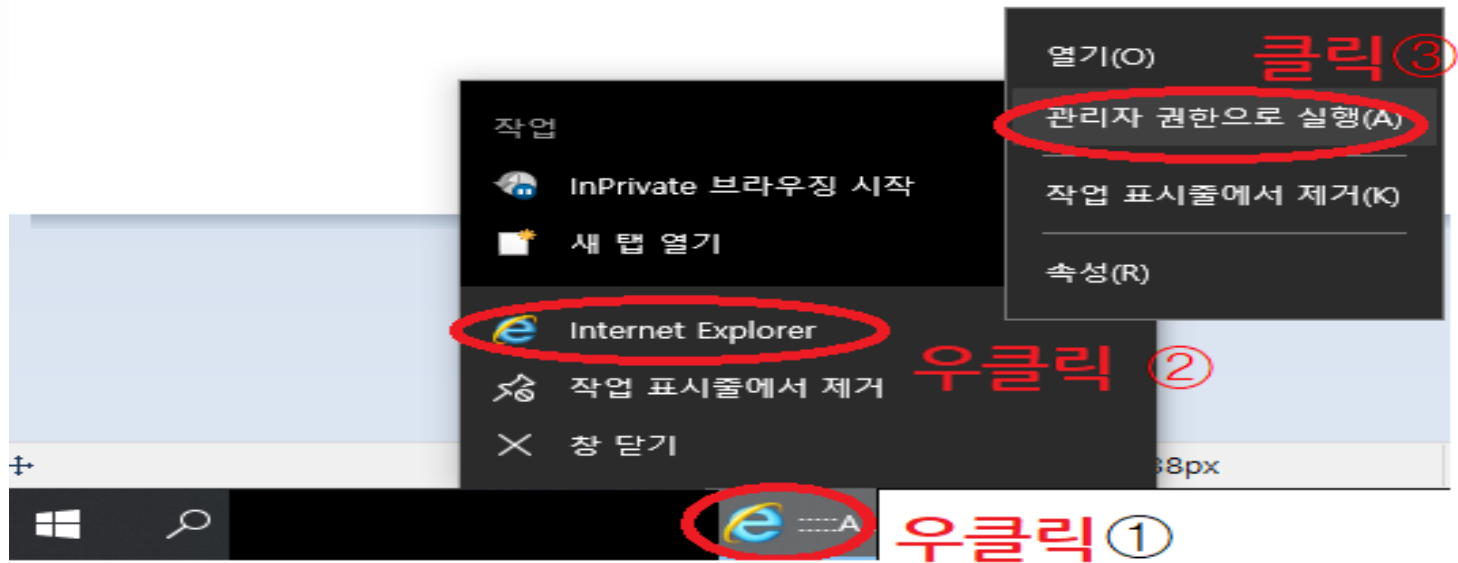 열기(O)
클릭③
관리자 권한으로 실행(A)
작업 표시줄에서 제거(K)
속성(R)
작업
InPrivate 브라우징 시작
새 탭 열기
Internet Explorer
우클릭 ②
작업 표시줄에서 제거
창 닫기
38px
A
우클릭①